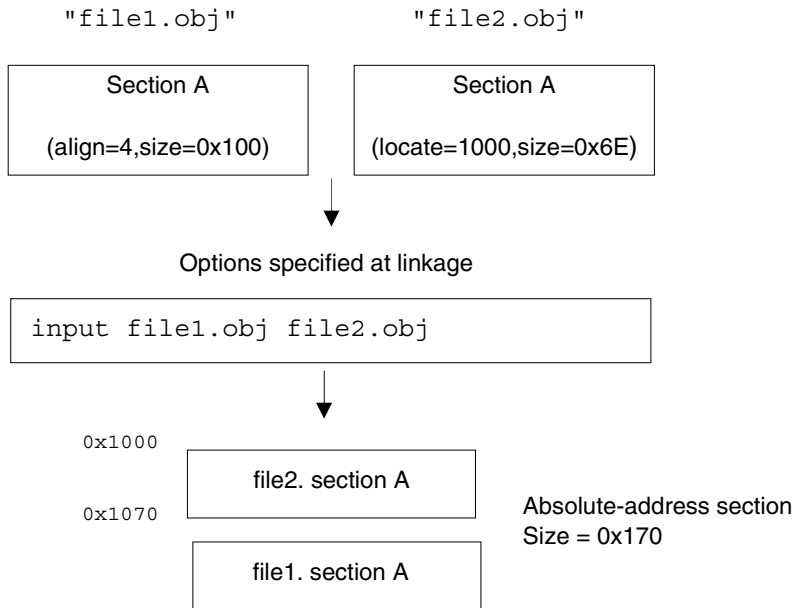 "file1.obj" "file2.obj"
Section A
(align=4,size=0x100)
Section A
(locate=1000,size=0x6E)
Options specified at linkage
input file1.obj file2.obj
0x1000
file2. section A
0x1070
Absolute-address section
Size = 0x170
file1. section A